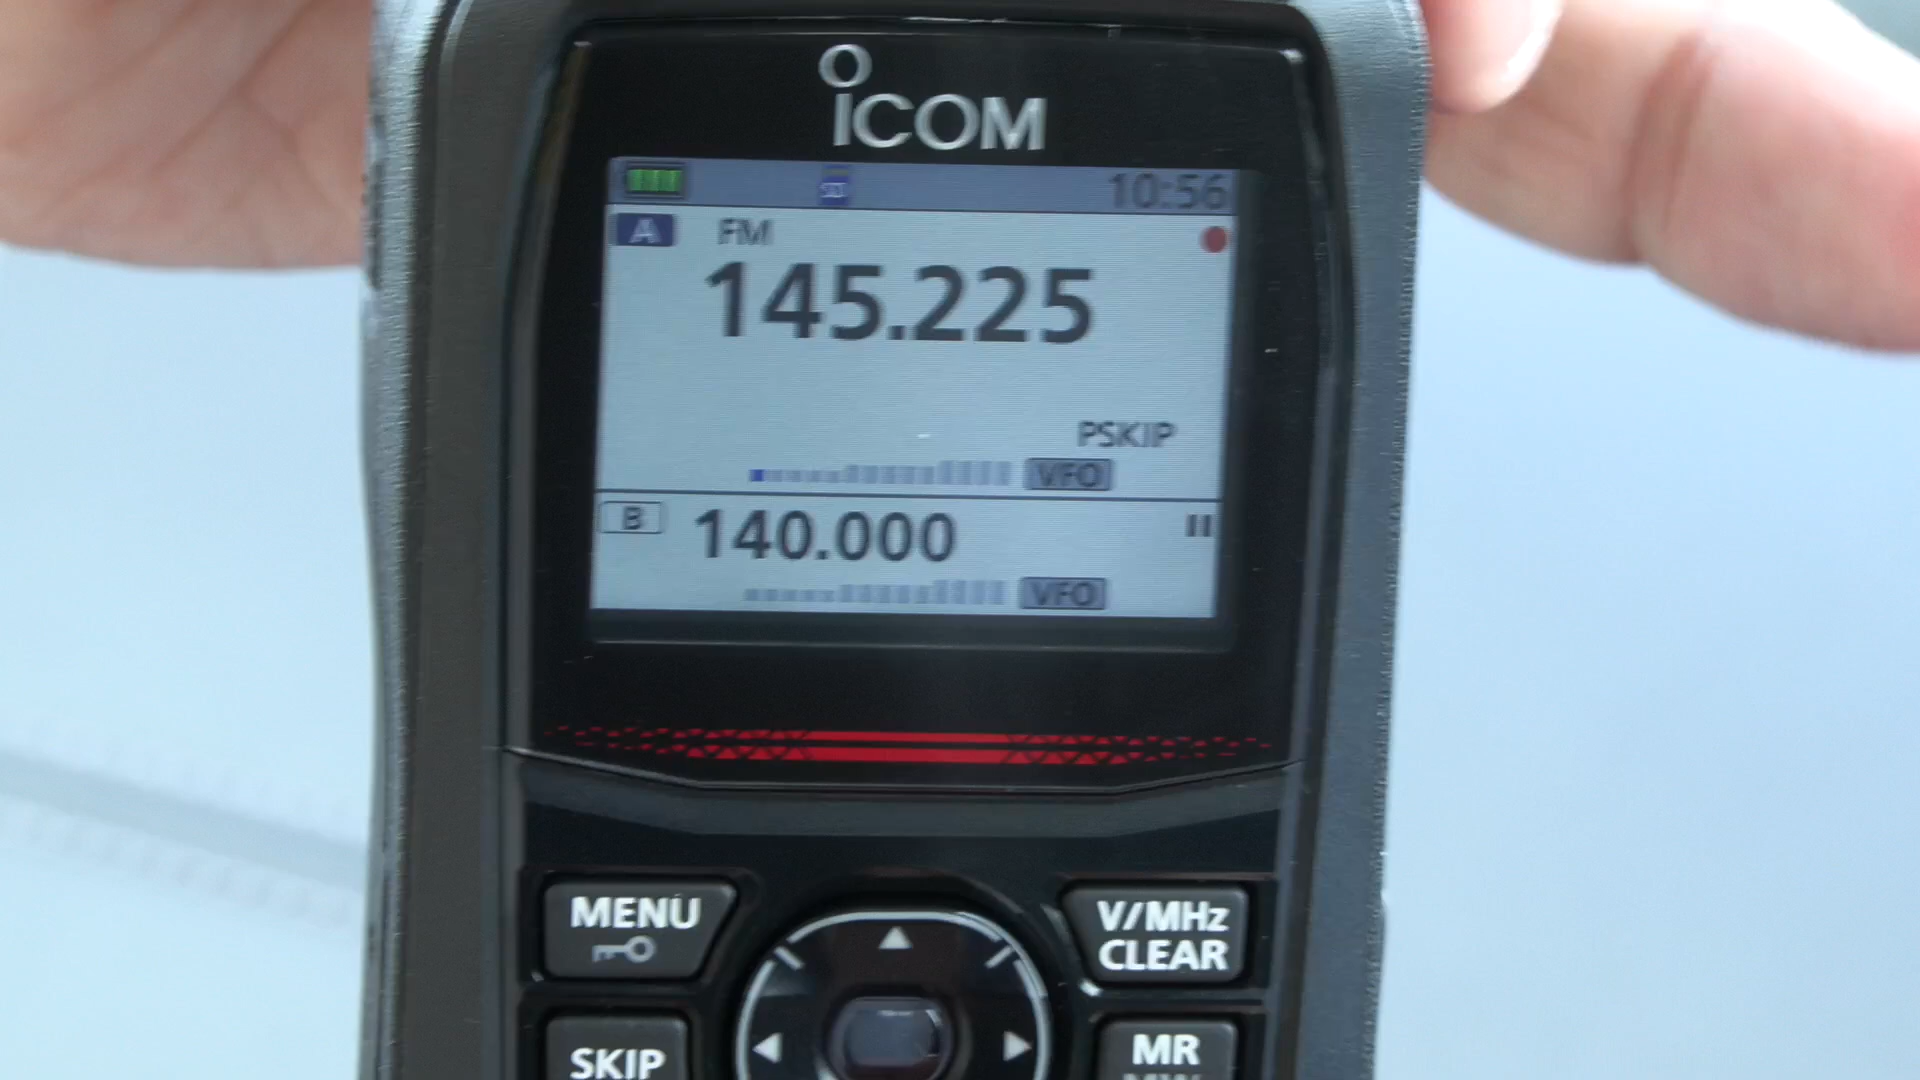 ICOM
10:56
A FM
145.225
PSKIP
VFO
B 140.000
VFO
MENU
V/MHz
CLEAR
SKIP
MR